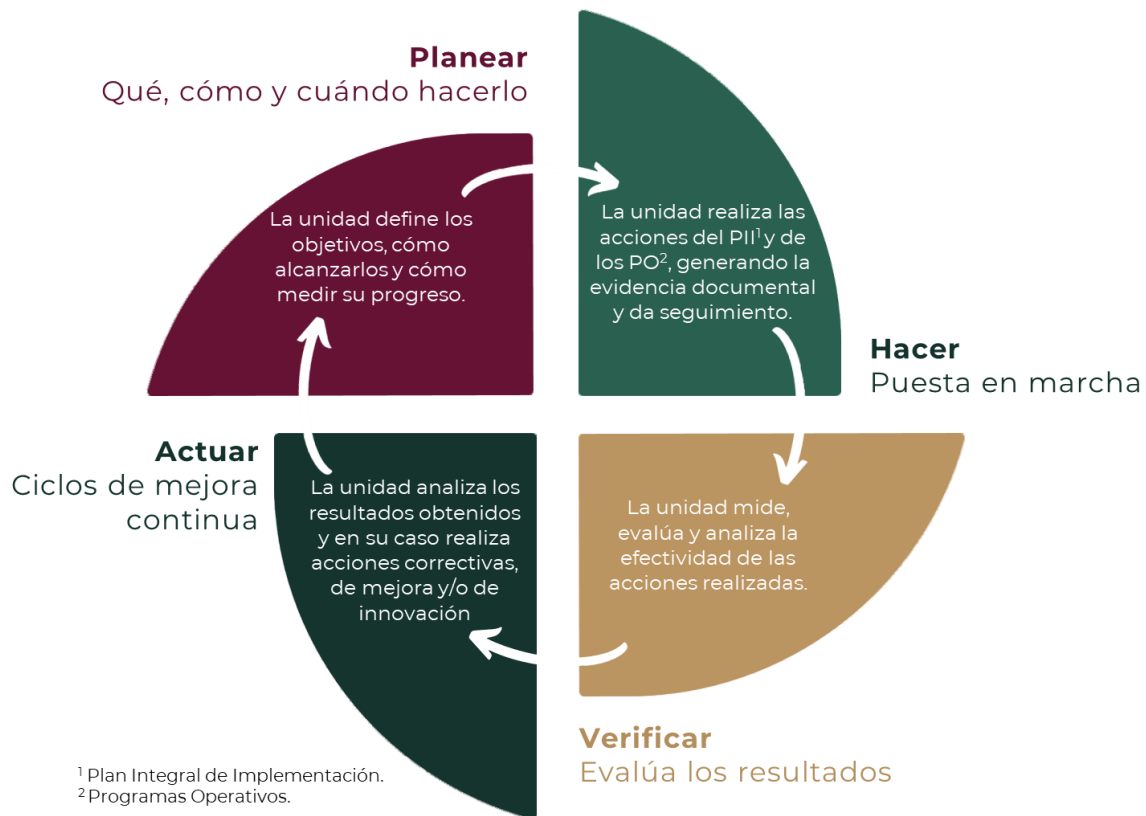 Planear
Qué, cómo y cuándo hacerlo
La unidad define los
objetivos, cómo
alcanzarlos y cómo
medir su progreso.
La unidad realiza las
acciones del PII¹ y de
los PO², generando la
evidencia documental
y da seguimiento.
Hacer
Puesta en marcha
La unidad mide,
evalúa y analiza la
efectividad de las
acciones realizadas.
Verificar
Evalúa los resultados
Actuar
Ciclos de mejora
continua
La unidad analiza los
resultados obtenidos
y en su caso realiza
acciones correctivas,
de mejora y/o de
innovación
¹ Plan Integral de Implementación.
² Programas Operativos.